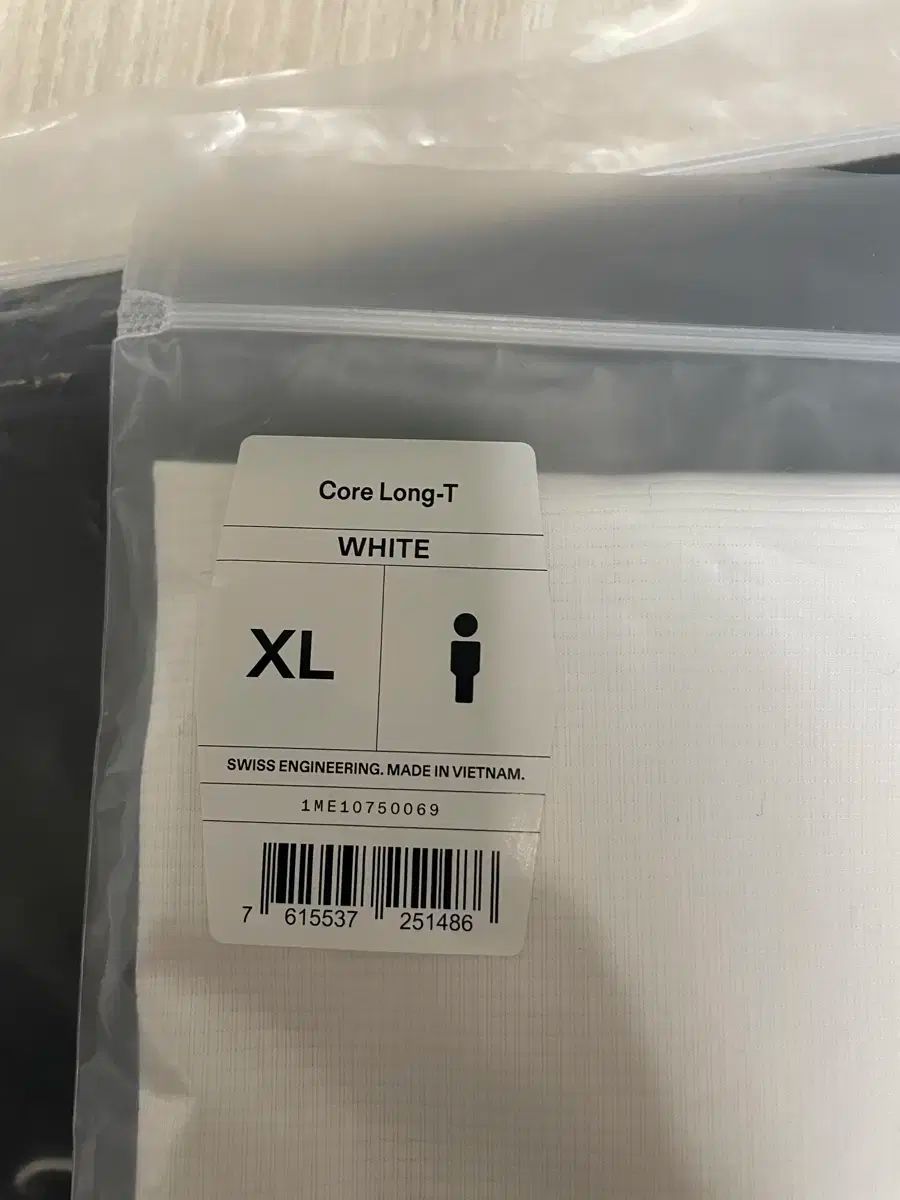 Core Long-T
WHITE
XL
SWISS ENGINEERING. MADE IN VIETNAM.
1ME10750069
7 615537 251486